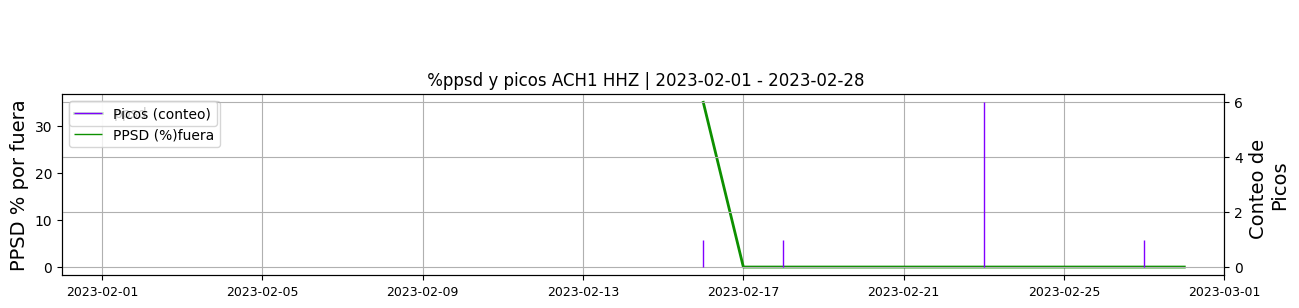 %ppsd y picos ACH1 HHZ | 2023-02-01 - 2023-02-28
PPSD % por fuera
30
20
10
0
Picos (conteo)
PPSD (%)fuera
6
4
2
0
Conteo de
Picos
2023-02-01 2023-02-05 2023-02-09 2023-02-13 2023-02-17 2023-02-21 2023-02-25 2023-03-01